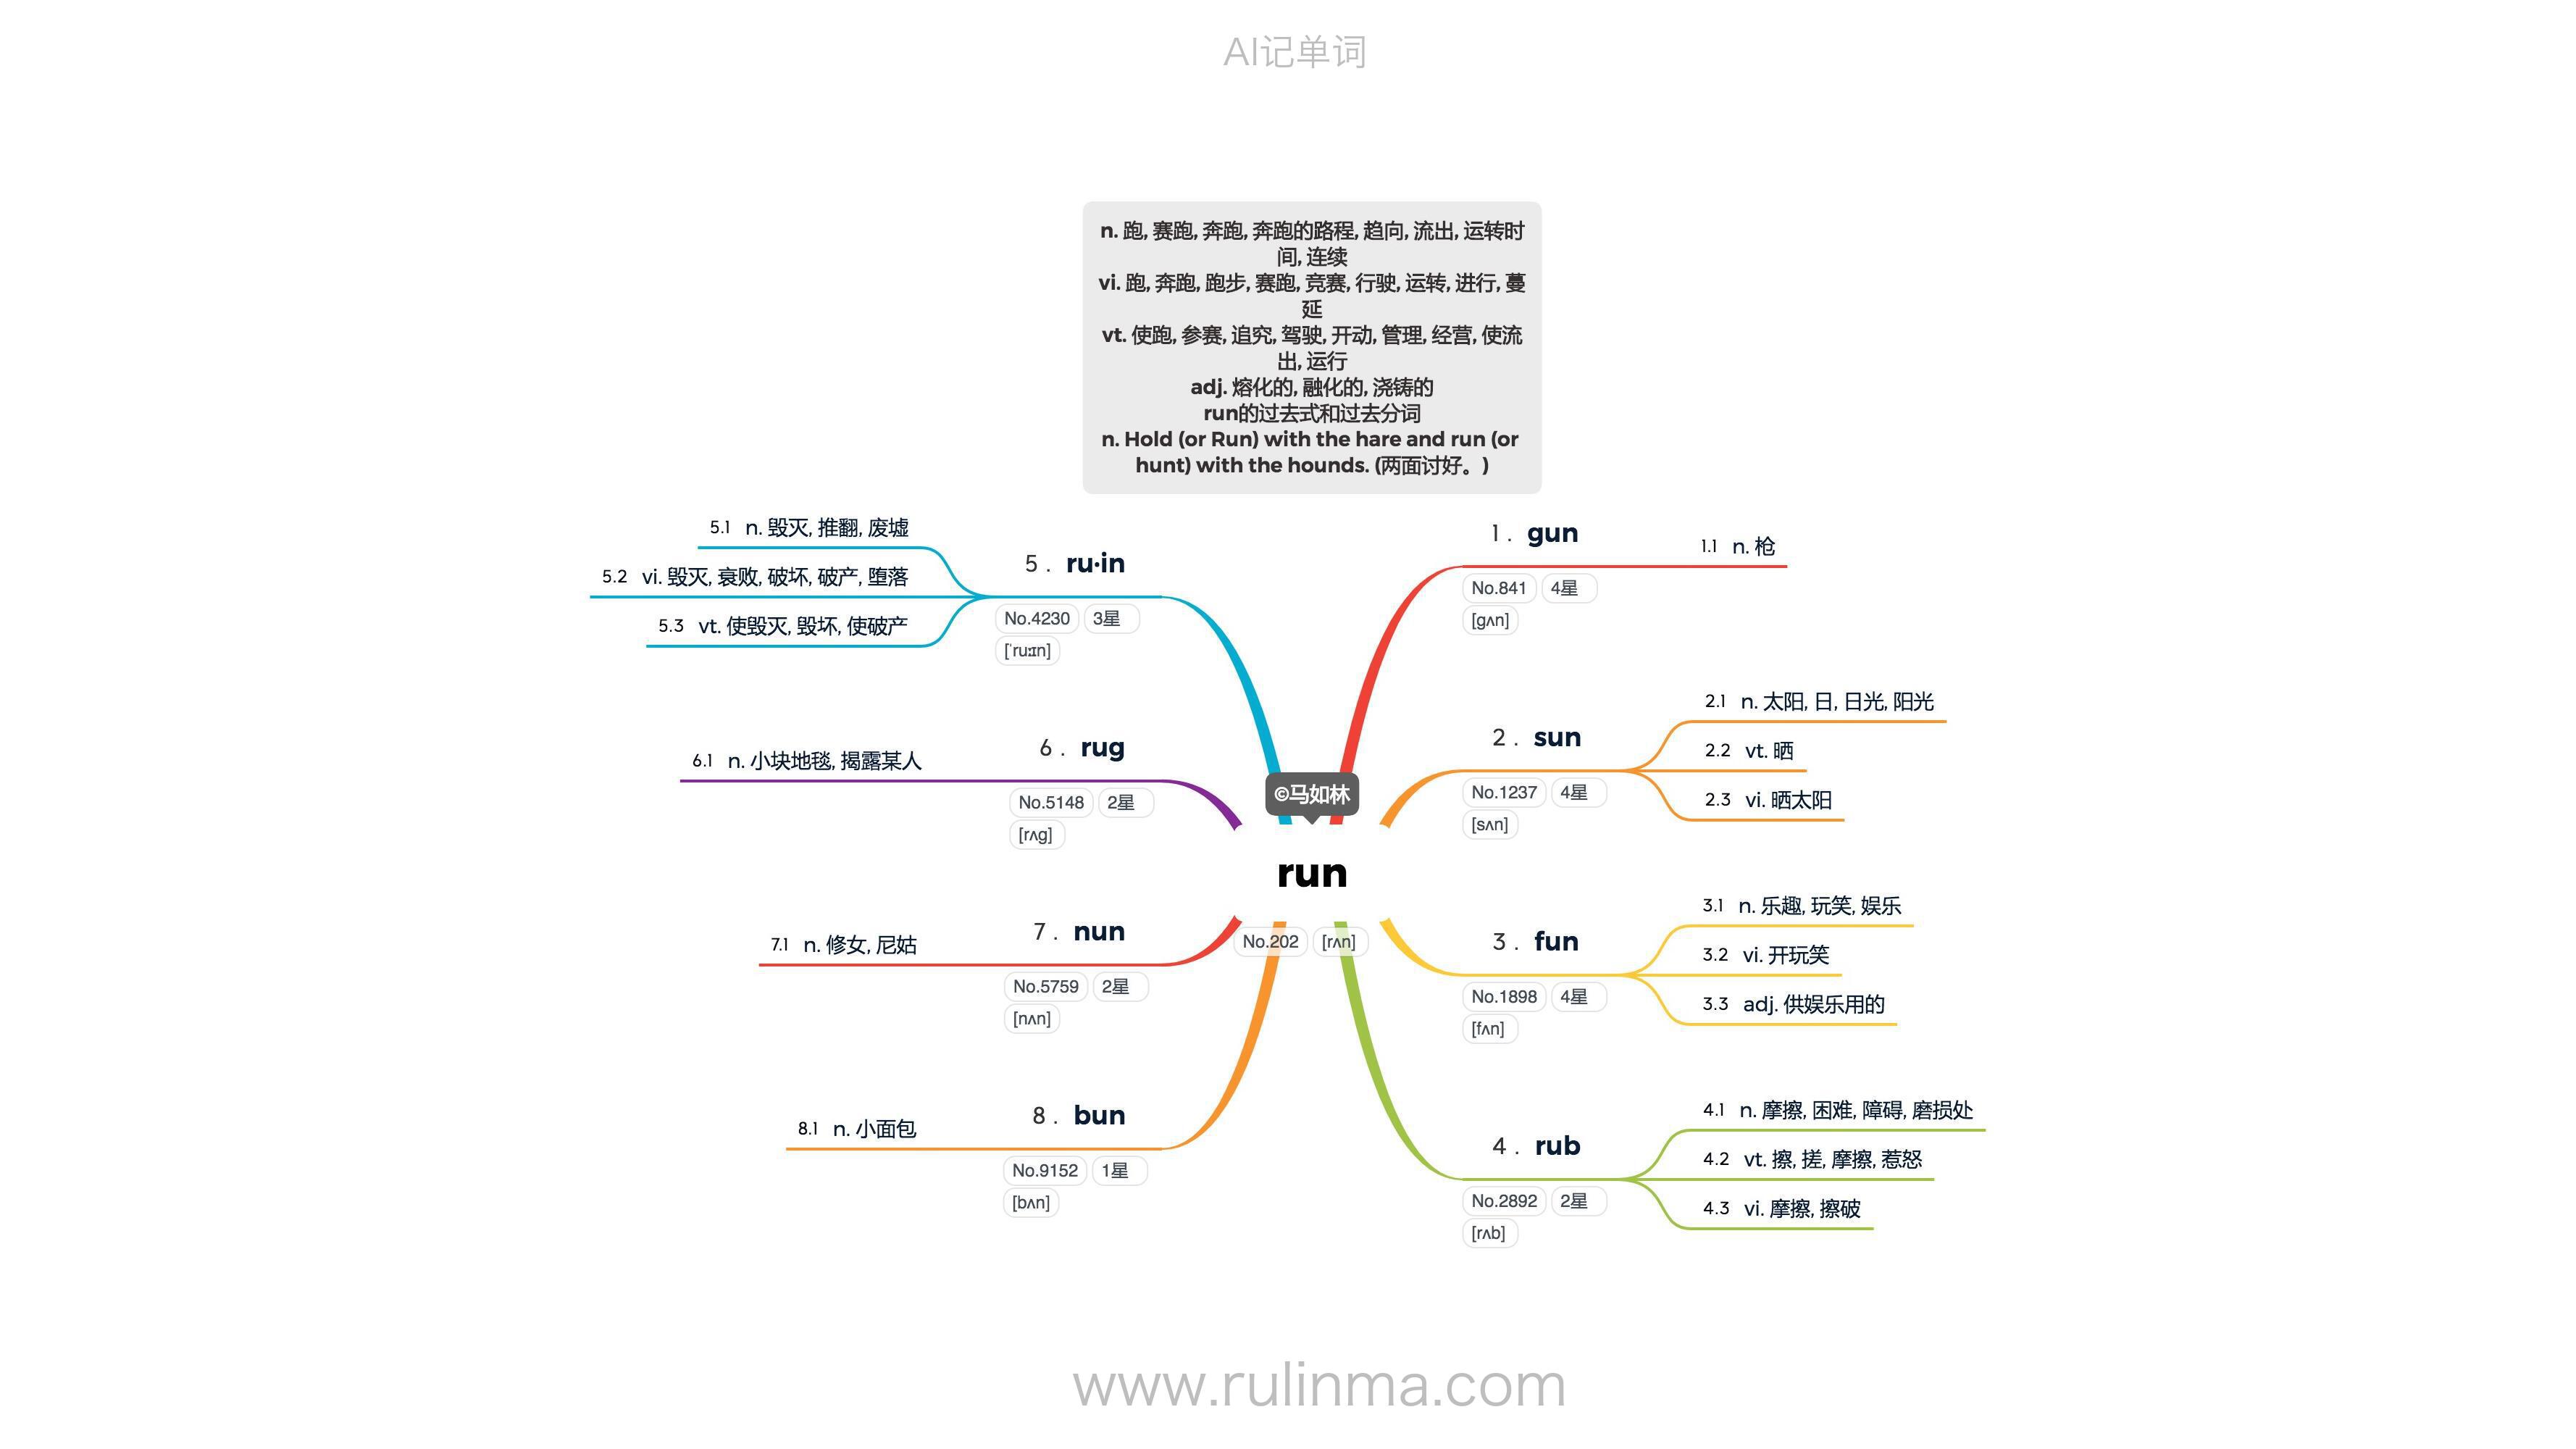 AI记单词
n. 跑, 赛跑, 奔跑, 奔跑的路程, 趋向, 流出, 运转时
间, 连续
vi. 跑, 奔跑, 跑步, 赛跑, 竞赛, 行驶, 运转, 进行, 蔓
延
vt. 使跑, 参赛, 追究, 驾驶, 开动, 管理, 经营, 使流
出, 运行
adj. 熔化的, 融化的, 浇铸的
run的过去式和过去分词
n. Hold (or Run) with the hare and run (or
hunt) with the hounds. (两面讨好。)
©马如林
run
No.202 [rʌn]
1. gun
No.841 4星
[gʌn]
1.1 n. 枪
2. sun
No.1237 4星
[sʌn]
2.1 n. 太阳, 日, 日光, 阳光
2.2 vt. 晒
2.3 vi. 晒太阳
3. fun
No.1898 4星
[fʌn]
3.1 n. 乐趣, 玩笑, 娱乐
3.2 vi. 开玩笑
3.3 adj. 供娱乐用的
4. rub
No.2892 2星
[rʌb]
4.1 n. 摩擦, 困难, 障碍, 磨损处
4.2 vt. 擦, 搓, 摩擦, 惹怒
4.3 vi. 摩擦, 擦破
5. ru·in
No.4230 3星
[ˈruːɪn]
5.1 n. 毁灭, 推翻, 废墟
5.2 vi. 毁灭, 衰败, 破坏, 破产, 堕落
5.3 vt. 使毁灭, 毁坏, 使破产
6. rug
No.5148 2星
[rʌg]
6.1 n. 小块地毯, 揭露某人
7. nun
No.5759 2星
[nʌn]
7.1 n. 修女, 尼姑
8. bun
No.9152 1星
[bʌn]
8.1 n. 小面包
www.rulinma.com